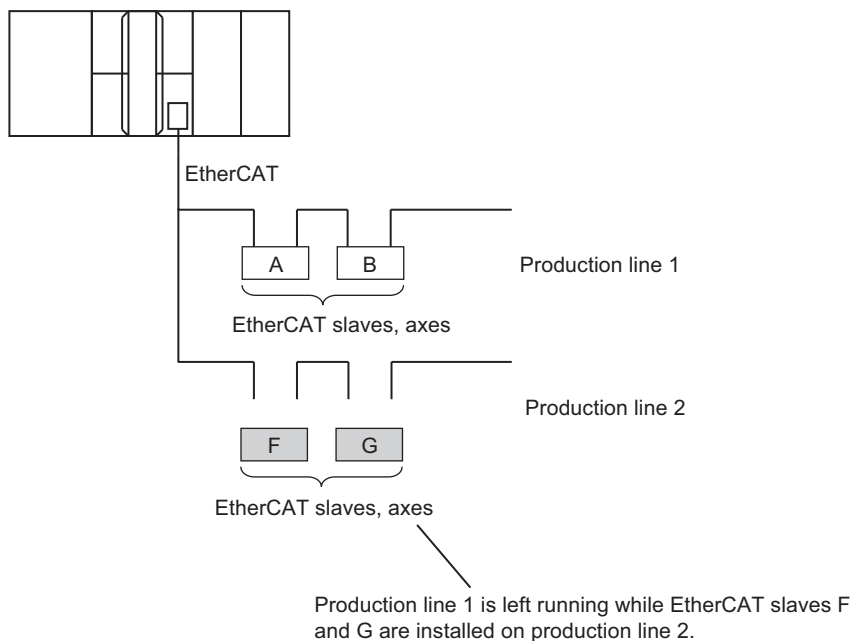 EtherCAT
A
B
Production line 1
EtherCAT slaves, axes
Production line 2
F
G
EtherCAT slaves, axes
Production line 1 is left running while EtherCAT slaves F
and G are installed on production line 2.